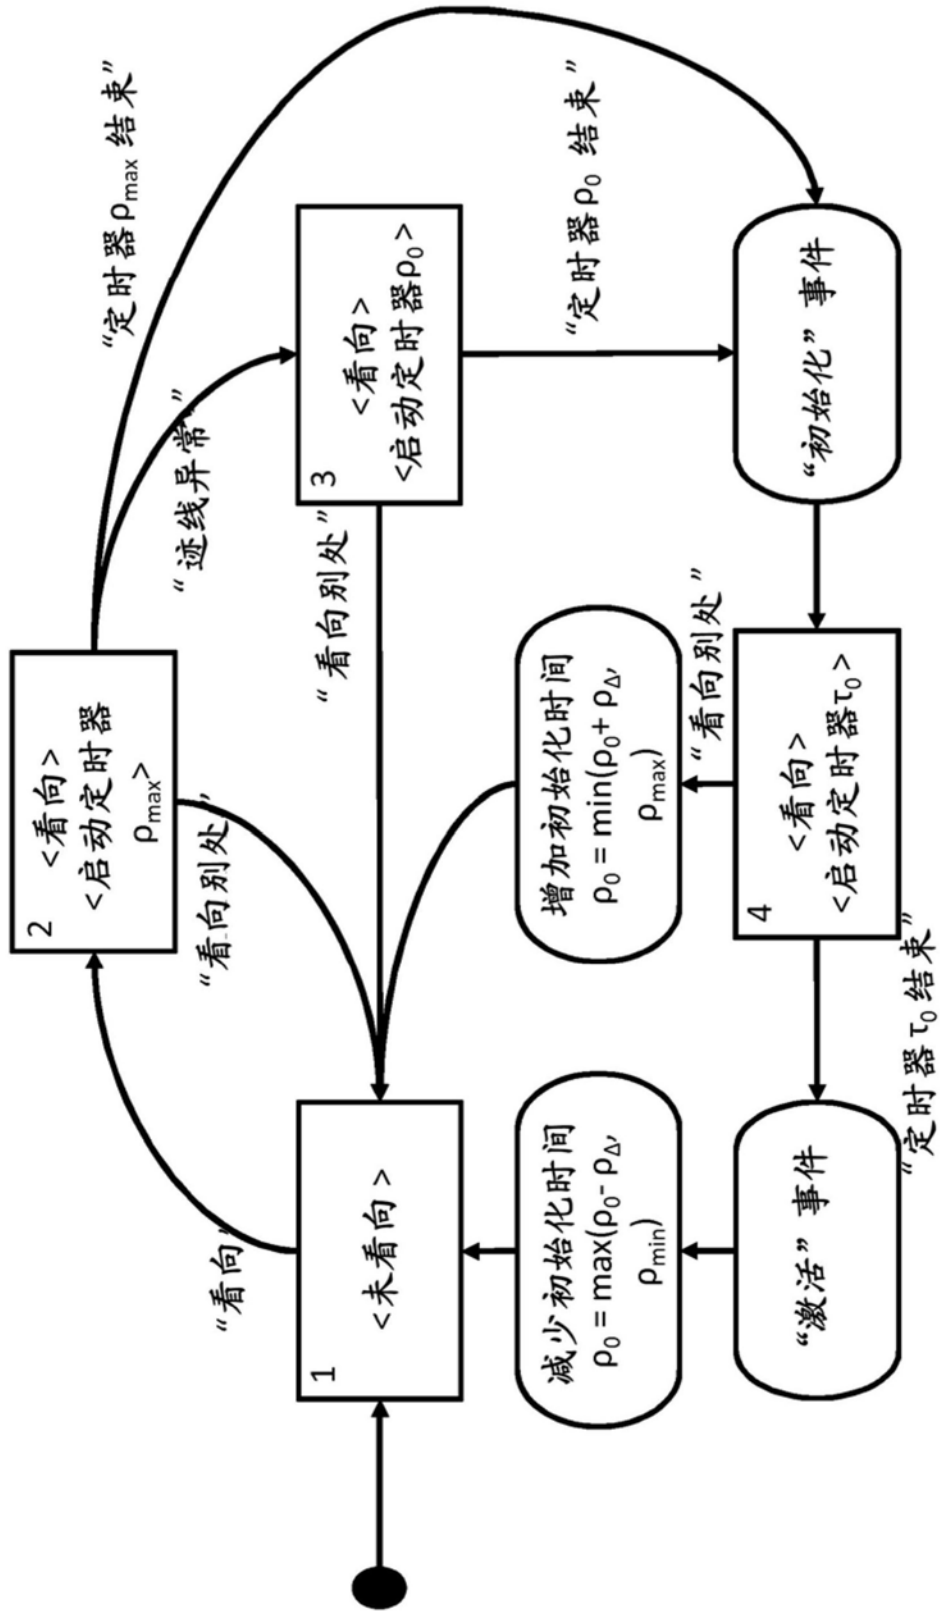 “定时器ρmax 结束”
2
<看向>
<启动定时器
ρmax>
“迹线异常”
“看向”
“看向别处”
3
<看向>
<启动定时器ρ0>
“看向别处”
“定时器ρ0 结束”
1
<未看向>
减少初始化时间
ρ0 = max(ρ0- ρΔ,
ρmin)
增加初始化时间
ρ0 = min(ρ0+ ρΔ,
ρmax)
“看向别处”
“激活” 事件
4
<看向>
<启动定时器τ0>
“初始化” 事件
“定时器τ0 结束”